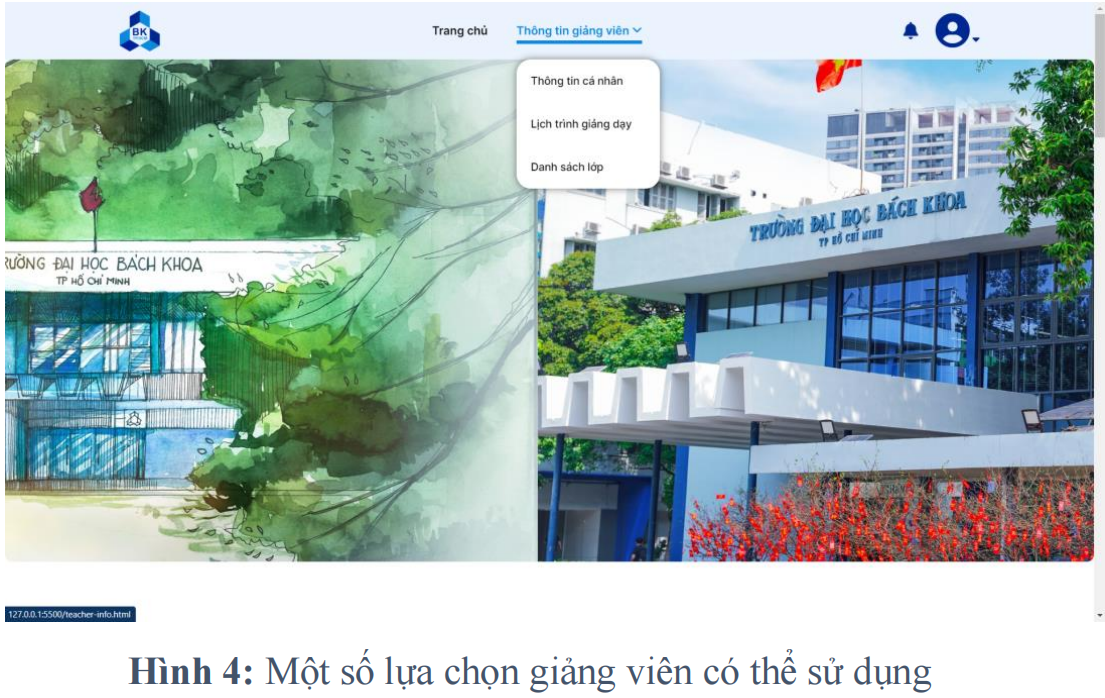 BK
TP.HCM
Trang chủ
Thông tin giảng viên
Thông tin cá nhân
Lịch trình giảng dạy
Danh sách lớp
TRƯỜNG ĐẠI HỌC BÁCH KHOA
TP HỒ CHÍ MINH
RƯỜNG ĐẠI HỌC BÁCH KHOA
TP HỒ CHÍ MINH
127.0.0.1:5500/teacher-info.html
Hình 4: Một số lựa chọn giảng viên có thể sử dụng